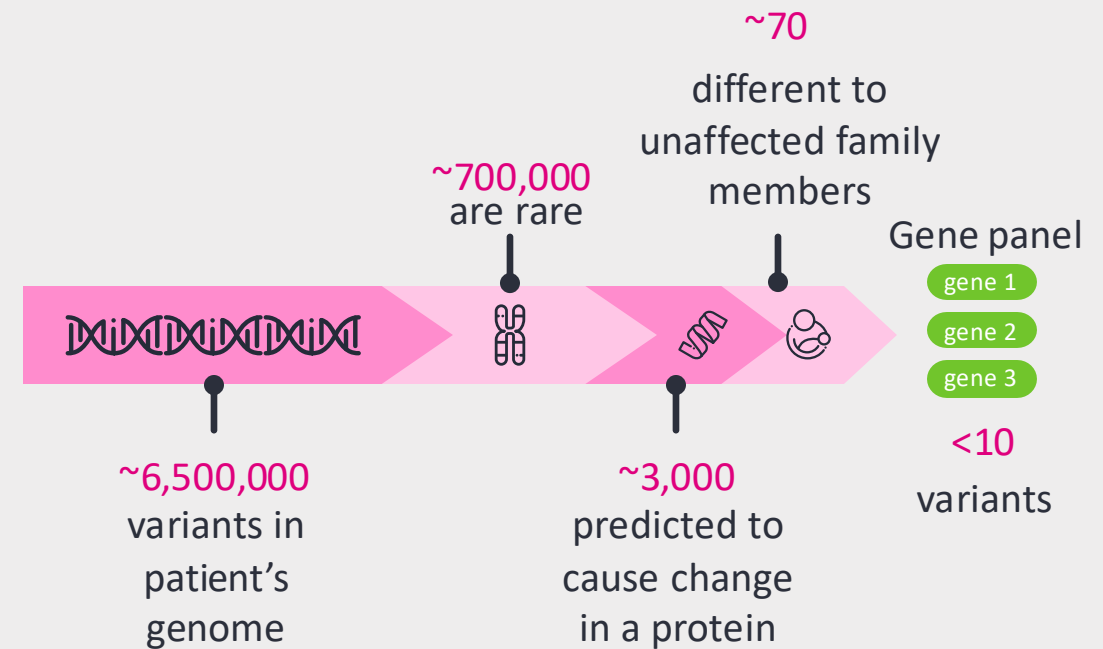 ~6,500,000
variants in
patient’s
genome
~700,000
are rare
~3,000
predicted to
cause change
in a protein
~70
different to
unaffected family
members
Gene panel
gene 1
gene 2
gene 3
<10
variants